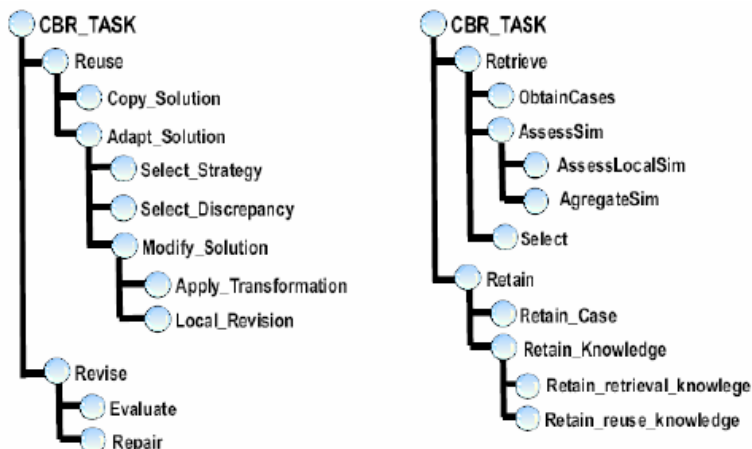 CBR_TASK
Reuse
Copy_Solution
Adapt_Solution
Select_Strategy
Select_Discrepancy
Modify_Solution
Apply_Transformation
Local_Revision
Revise
Evaluate
Repair
CBR_TASK
Retrieve
ObtainCases
AssessSim
AssessLocalSim
AgregateSim
Select
Retain
Retain_Case
Retain_Knowledge
Retain_retrieval_knowlege
Retain_reuse_knowledge